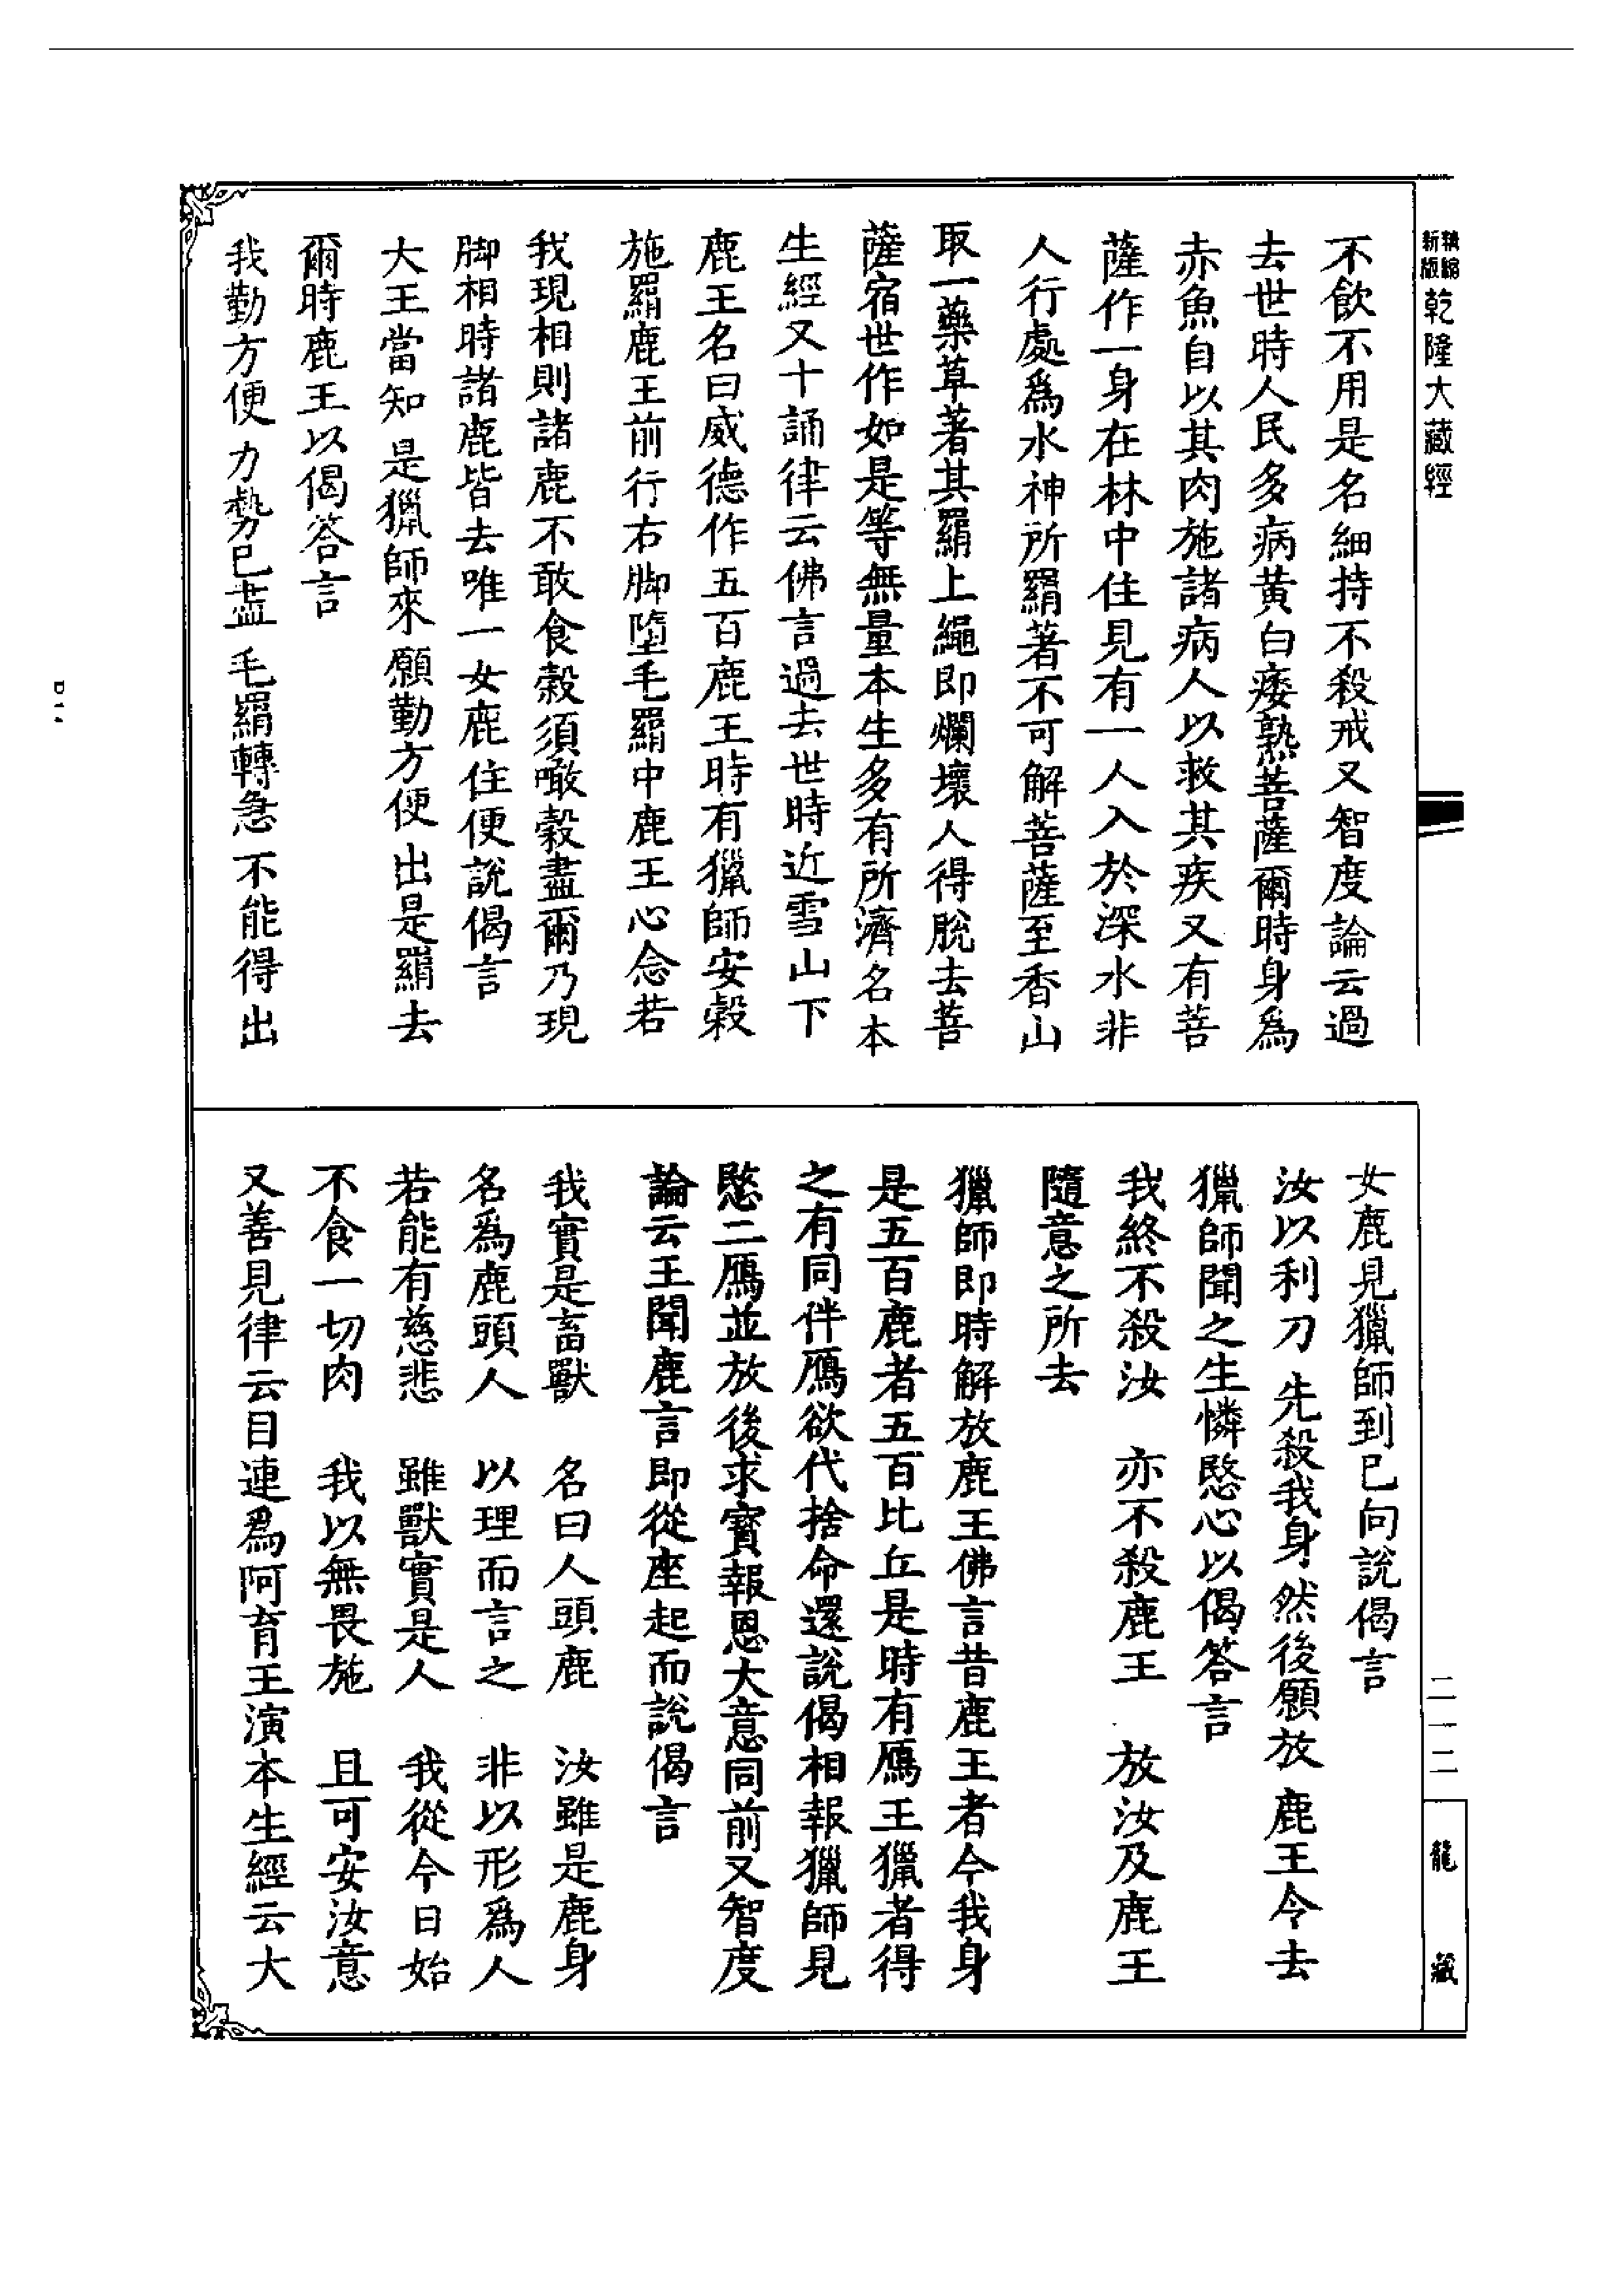 新編縮版乾隆大藏經
不飲不用是名細持不殺戒又智度論云過
去世時人民多病黃白痿熟菩薩爾時身為
赤魚自以其肉施諸病人以救其疾又有菩
薩作一身在林中住見有一人入於深水非
人行處為水神所羂著不可解菩薩至香山
取一藥草著其羂上繩即爛壞人得脫去菩
薩宿世作如是等無量本生多有所濟名本
生經又十誦律云佛言過去世時近雪山下
鹿王名曰威德作五百鹿王時有獵師安穀
施羂鹿王前行右脚墮毛羂中鹿王心念若
我現相則諸鹿不敢食穀須噉穀盡爾乃現
脚相時諸鹿皆去唯一女鹿住便說偈言
大王當知 是獵師來 願勤方便 出是羂去
爾時鹿王以偈答言
我勤方便 力勢已盡 毛羂轉急 不能得出
女鹿見獵師到已向說偈言
汝以利刀 先殺我身 然後願放 鹿王令去
獵師聞之生憐愍心以偈答言
我終不殺汝 亦不殺鹿王 放汝及鹿王
隨意之所去
獵師即時解放鹿王佛言昔鹿王者今我身
是五百鹿者五百比丘是時有鴈王獵者得
之有同伴鴈欲代捨命還說偈相報獵師見
愍二鴈並放後求寶報恩大意同前又智度
論云王聞鹿言即從座起而說偈言
我實是畜獸 名曰人頭鹿 汝雖是鹿身
名為鹿頭人 以理而言之 非以形為人
若能有慈悲 雖獸實是人 我從今日始
不食一切肉 我以無畏施 且可安汝意
又善見律云目連為阿育王演本生經云大
二一二
龍藏